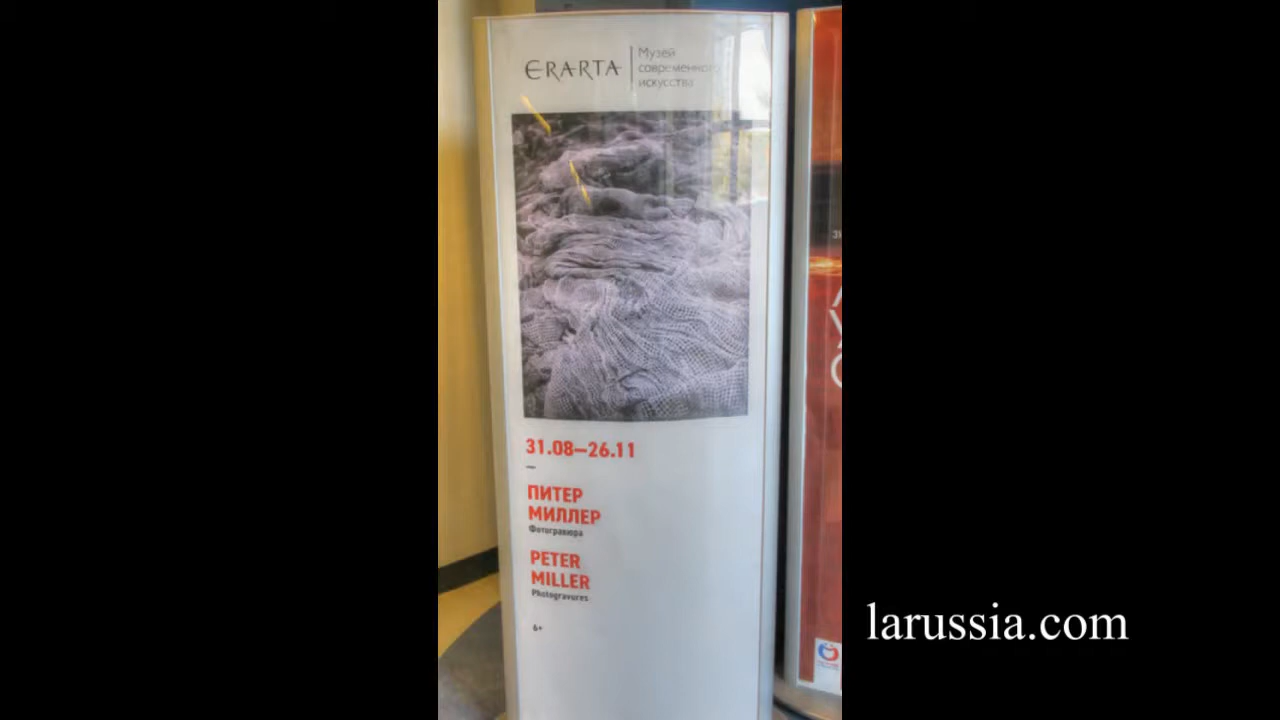 ERARTA
Музей
современного
искусства
31.08—26.11
—
ПИТЕР
МИЛЛЕР
Фотогравюра
PETER
MILLER
Photogravures
6+
larussia.com